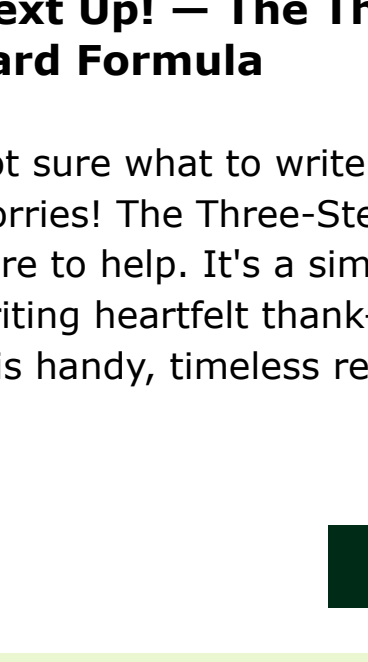 ext Up! — The Th
ard Formula
ot sure what to write
orries! The Three-Ste
re to help. It's a sim
riting heartfelt thank-
is handy, timeless re